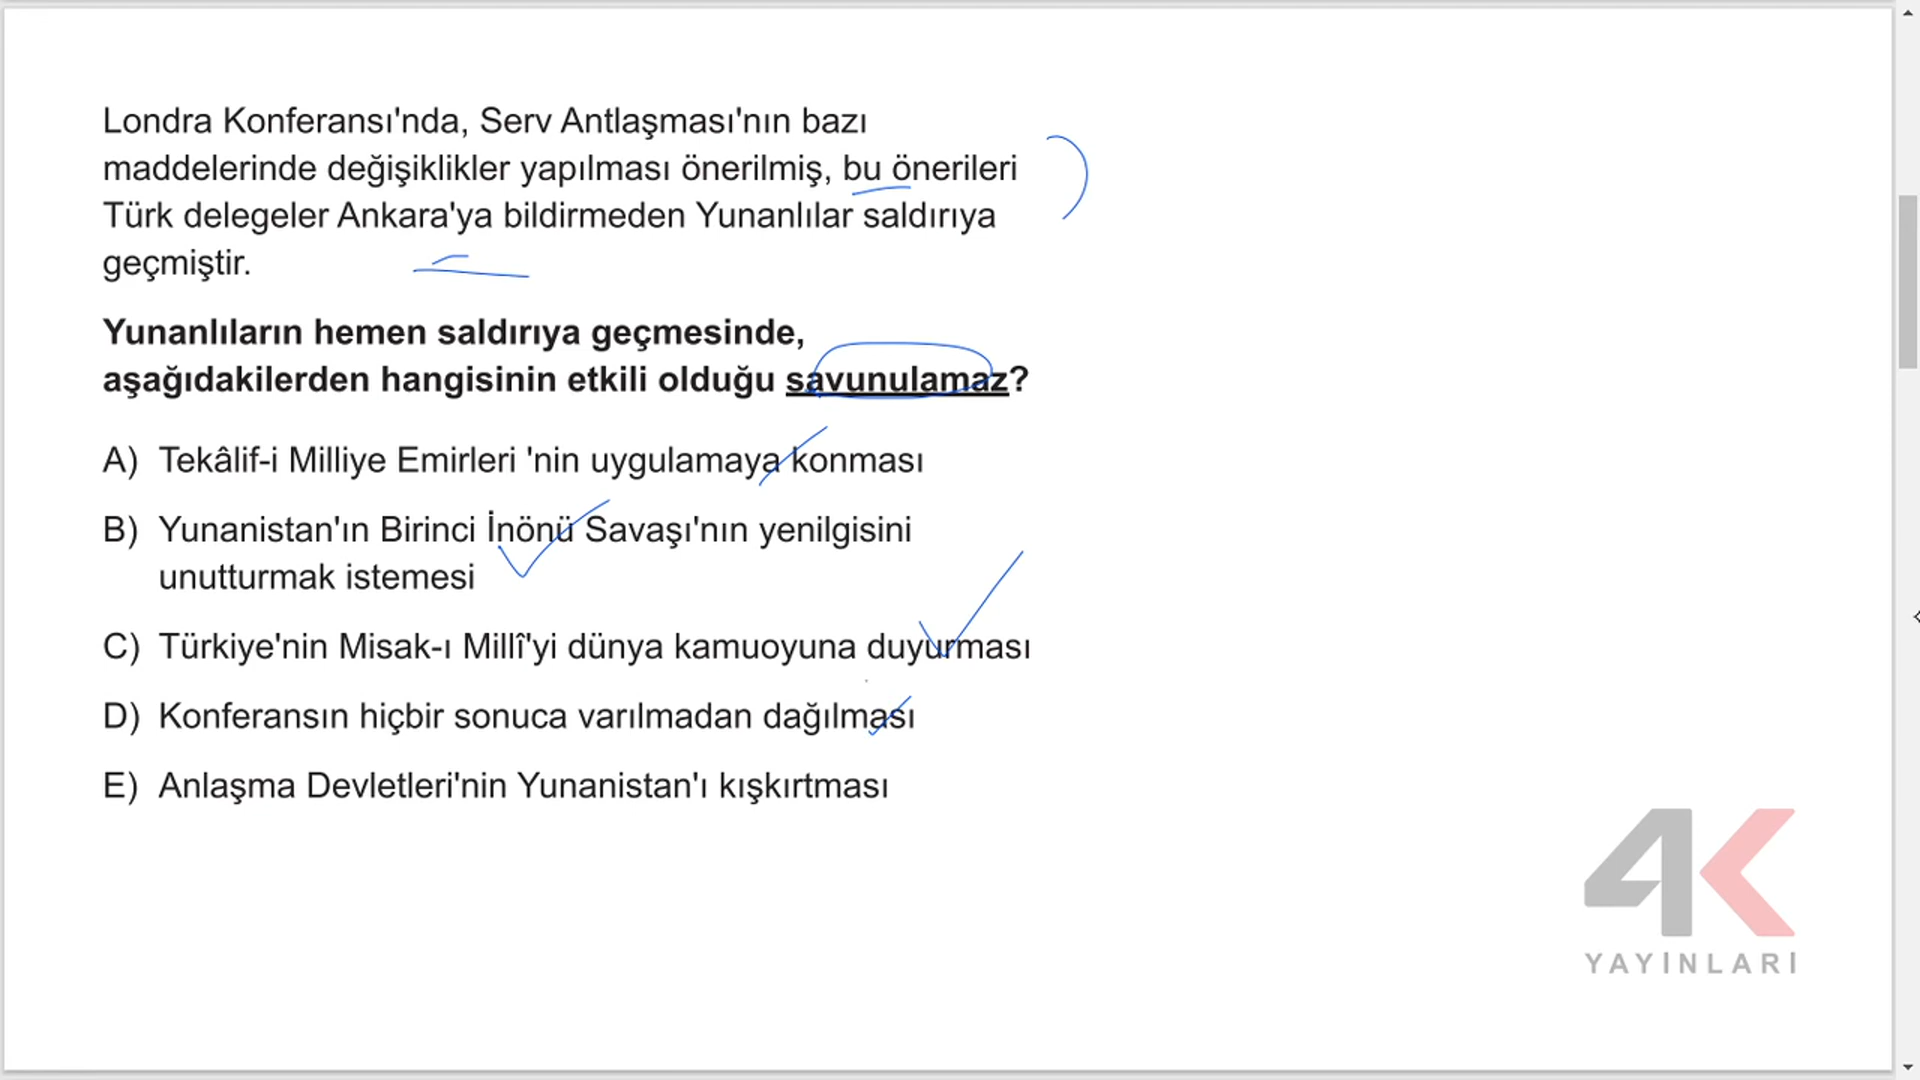 Londra Konferansı'nda, Serv Antlaşması'nın bazı
maddelerinde değişiklikler yapılması önerilmiş, bu önerileri
Türk delegeler Ankara'ya bildirmeden Yunanlılar saldırıya
geçmiştir.
Yunanlıların hemen saldırıya geçmesinde,
aşağıdakilerden hangisinin etkili olduğu savunulamaz?
A) Tekâlif-i Milliye Emirleri 'nin uygulamaya konması
B) Yunanistan'ın Birinci İnönü Savaşı'nın yenilgisini
unutturmak istemesi
C) Türkiye'nin Misak-ı Millî'yi dünya kamuoyuna duyurması
D) Konferansın hiçbir sonuca varılmadan dağılması
E) Anlaşma Devletleri'nin Yunanistan'ı kışkırtması
4K
YAYINLARI